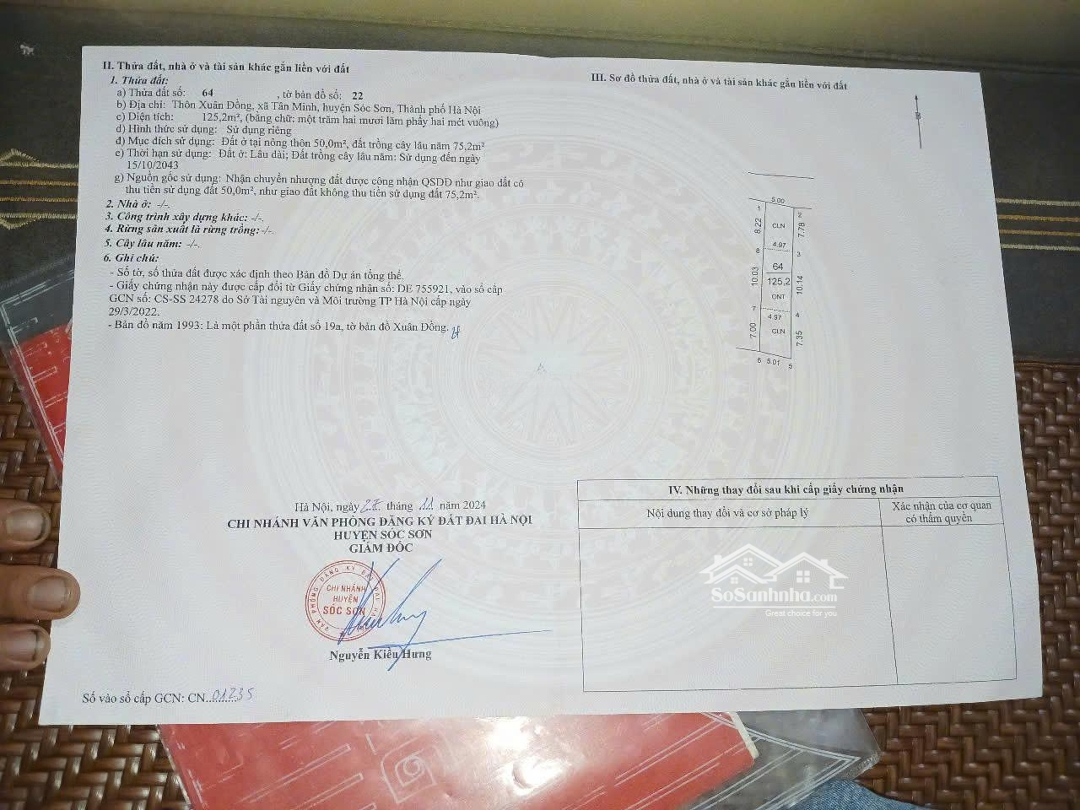 II. Thửa đất, nhà ở và tài sản khác gắn liền với đất
1. Thửa đất:
a) Thửa đất số: 64 , tờ bản đồ số: 22
b) Địa chỉ: Thôn Xuân Đồng, xã Tân Minh, huyện Sóc Sơn, Thành phố Hà Nội
c) Diện tích: 125,2m², (bằng chữ: một trăm hai mươi lăm phẩy hai mét vuông)
d) Hình thức sử dụng: Sử dụng riêng
đ) Mục đích sử dụng: Đất ở tại nông thôn 50,0m², đất trồng cây lâu năm 75,2m²
e) Thời hạn sử dụng: Đất ở: Lâu dài; Đất trồng cây lâu năm: Sử dụng đến ngày
15/10/2043
g) Nguồn gốc sử dụng: Nhận chuyển nhượng đất được công nhận QSDĐ như giao đất có
thu tiền sử dụng đất 50,0m², như giao đất không thu tiền sử dụng đất 75,2m².
2. Nhà ở: -/-.
3. Công trình xây dựng khác: -/-.
4. Rừng sản xuất là rừng trồng: -/-.
5. Cây lâu năm: -/-.
6. Ghi chú:
- Số tờ, số thửa đất được xác định theo Bản đồ Dự án tổng thể.
- Giấy chứng nhận này được cấp đổi từ Giấy chứng nhận số: DE 755921, vào sổ cấp
GCN số: CS-SS 24278 do Sở Tài nguyên và Môi trường TP Hà Nội cấp ngày
29/3/2022.
- Bản đồ năm 1993: Là một phần thửa đất số 19a, tờ bản đồ Xuân Đồng.
Hà Nội, ngày tháng 11 năm 2024
CHI NHÁNH VĂN PHÒNG ĐĂNG KÝ ĐẤT ĐAI HÀ NỘI
HUYỆN SÓC SƠN
GIÁM ĐỐC
VĂN PHÒNG ĐĂNG KÝ ĐẤT ĐAI HÀ
CHI NHÁNH
HUYỆN
SÓC SƠN
Nguyễn Kiều Hưng
Số vào sổ cấp GCN: CN..01235
III. Sơ đồ thửa đất, nhà ở và tài sản khác gắn liền với đất
B
5.00
1 2
8.22 CLN 7.78
4.97
8 3
64
10.03 125.2 10.14
ONT
7 4.97 4
7.00 CLN 7.35
6 5.01 5
IV. Những thay đổi sau khi cấp giấy chứng nhận
Nội dung thay đổi và cơ sở pháp lý
Xác nhận của cơ quan
có thẩm quyền
SoSanhnha.com
Great choice for you